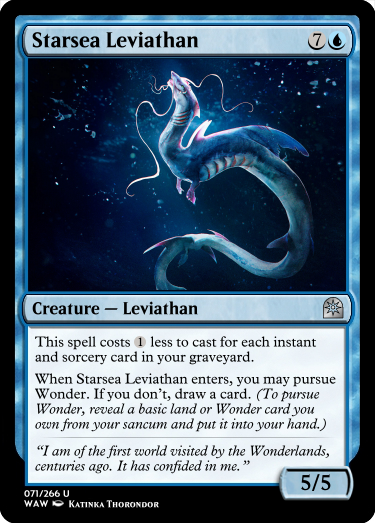 Starsea Leviathan 7
Creature — Leviathan
This spell costs 1 less to cast for each instant
and sorcery card in your graveyard.
When Starsea Leviathan enters, you may pursue
Wonder. If you don't, draw a card. (To pursue
Wonder, reveal a basic land or Wonder card you
own from your sancum and put it into your hand.)
“I am of the first world visited by the Wonderlands,
centuries ago. It has confided in me.”
5/5
071/266 U
WAW Katinka Thorondor